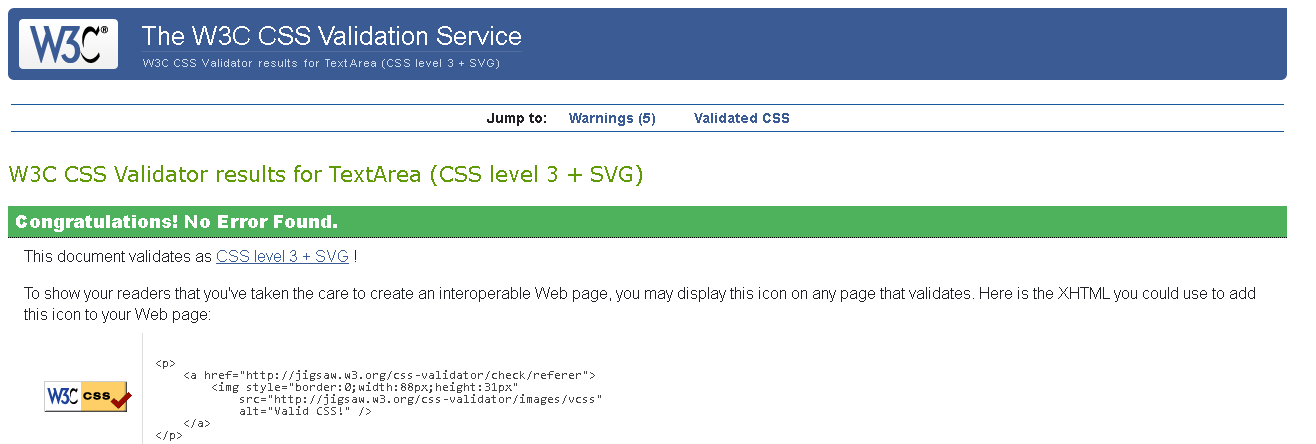 W3C®
The W3C CSS Validation Service
W3C CSS Validator results for TextArea (CSS level 3 + SVG)
Jump to: Warnings (5) Validated CSS
W3C CSS Validator results for TextArea (CSS level 3 + SVG)
Congratulations! No Error Found.
This document validates as CSS level 3 + SVG !
To show your readers that you've taken the care to create an interoperable Web page, you may display this icon on any page that validates. Here is the XHTML you could use to add
this icon to your Web page:
W3C css
<p>
    <a href="http://jigsaw.w3.org/css-validator/check/referer">
        <img style="border:0;width:88px;height:31px"
            src="http://jigsaw.w3.org/css-validator/images/vcss"
            alt="Valid CSS!" />
    </a>
</p>